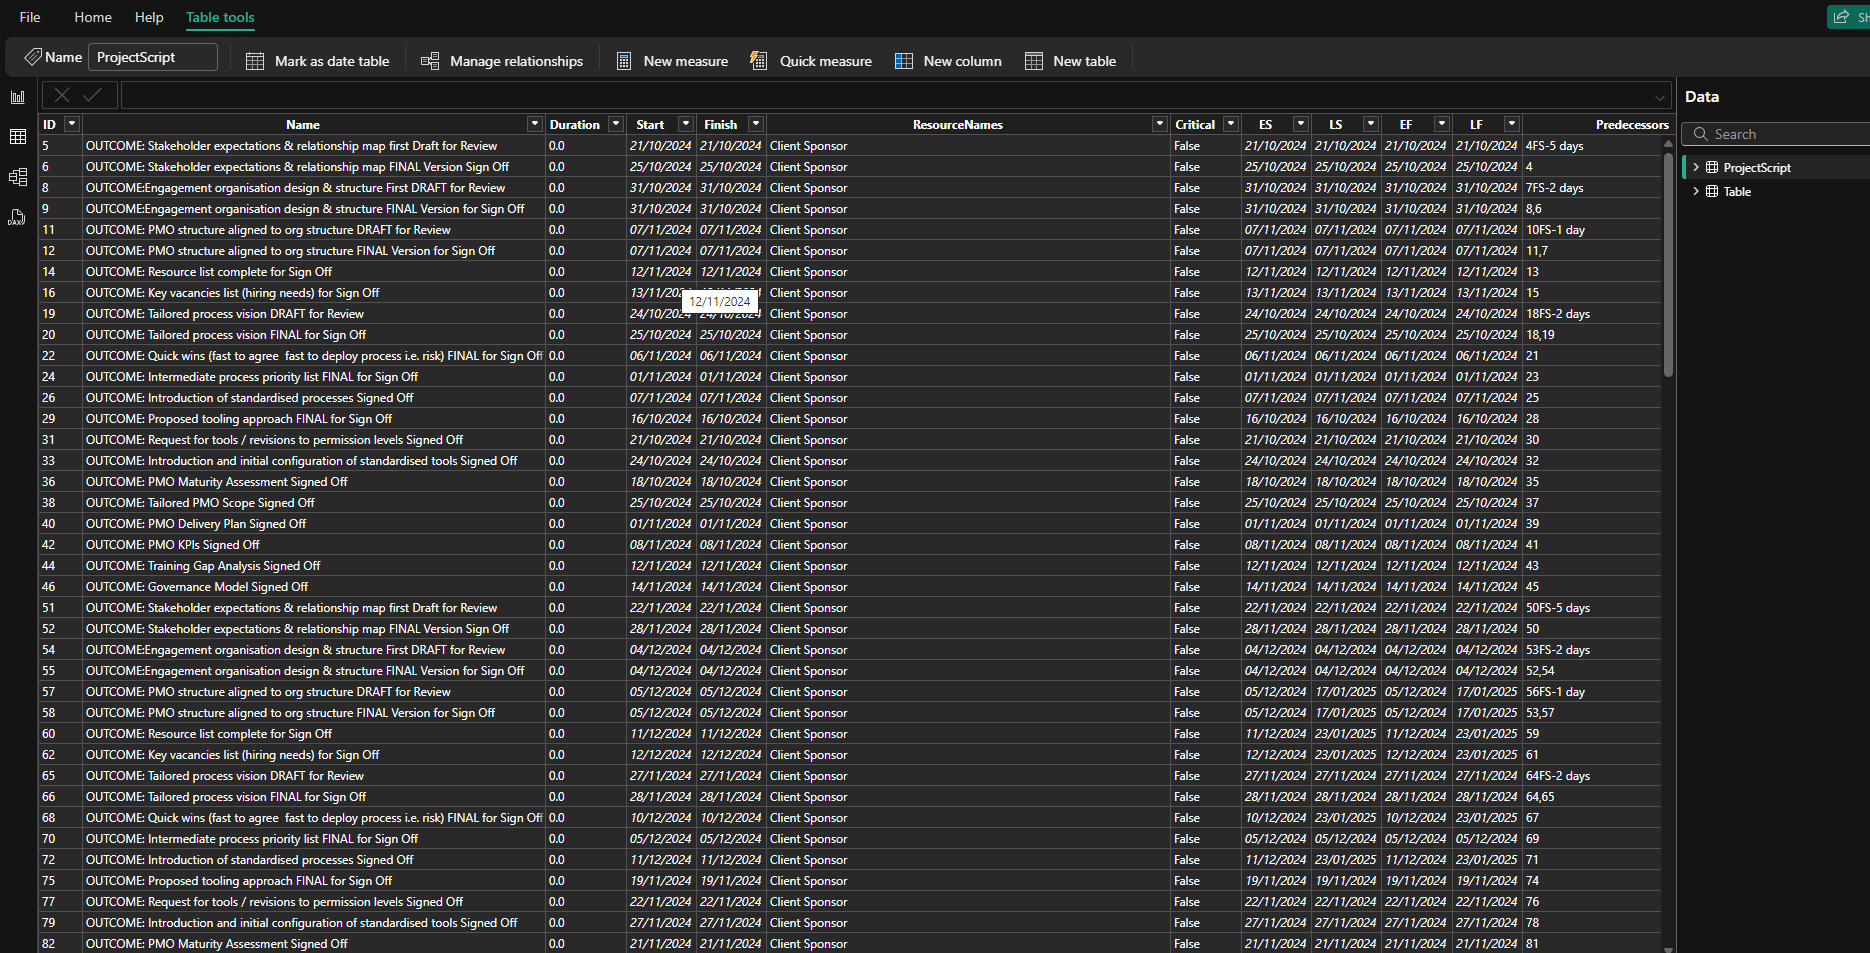 File Home Help Table tools Sh
Name ProjectScript Mark as date table Manage relationships New measure Quick measure New column New table
Data
Search
ProjectScript
Table
DAX
ID Name Duration Start Finish ResourceNames Critical ES LS EF LF Predecessors
5 OUTCOME: Stakeholder expectations & relationship map first Draft for Review 0.0 21/10/2024 21/10/2024 Client Sponsor False 21/10/2024 21/10/2024 21/10/2024 21/10/2024 4FS-5 days
6 OUTCOME: Stakeholder expectations & relationship map FINAL Version Sign Off 0.0 25/10/2024 25/10/2024 Client Sponsor False 25/10/2024 25/10/2024 25/10/2024 25/10/2024 4
8 OUTCOME:Engagement organisation design & structure First DRAFT for Review 0.0 31/10/2024 31/10/2024 Client Sponsor False 31/10/2024 31/10/2024 31/10/2024 31/10/2024 7FS-2 days
9 OUTCOME:Engagement organisation design & structure FINAL Version for Sign Off 0.0 31/10/2024 31/10/2024 Client Sponsor False 31/10/2024 31/10/2024 31/10/2024 31/10/2024 8,6
11 OUTCOME: PMO structure aligned to org structure DRAFT for Review 0.0 07/11/2024 07/11/2024 Client Sponsor False 07/11/2024 07/11/2024 07/11/2024 07/11/2024 10FS-1 day
12 OUTCOME: PMO structure aligned to org structure FINAL Version for Sign Off 0.0 07/11/2024 07/11/2024 Client Sponsor False 07/11/2024 07/11/2024 07/11/2024 07/11/2024 11,7
14 OUTCOME: Resource list complete for Sign Off 0.0 12/11/2024 12/11/2024 Client Sponsor False 12/11/2024 12/11/2024 12/11/2024 12/11/2024 13
16 OUTCOME: Key vacancies list (hiring needs) for Sign Off 0.0 13/11/202 Client Sponsor False 13/11/2024 13/11/2024 13/11/2024 13/11/2024 15
12/11/2024
19 OUTCOME: Tailored process vision DRAFT for Review 0.0 24/10/2024 24/10/2024 Client Sponsor False 24/10/2024 24/10/2024 24/10/2024 24/10/2024 18FS-2 days
20 OUTCOME: Tailored process vision FINAL for Sign Off 0.0 25/10/2024 25/10/2024 Client Sponsor False 25/10/2024 25/10/2024 25/10/2024 25/10/2024 18,19
22 OUTCOME: Quick wins (fast to agree fast to deploy process i.e. risk) FINAL for Sign Off 0.0 06/11/2024 06/11/2024 Client Sponsor False 06/11/2024 06/11/2024 06/11/2024 06/11/2024 21
24 OUTCOME: Intermediate process priority list FINAL for Sign Off 0.0 01/11/2024 01/11/2024 Client Sponsor False 01/11/2024 01/11/2024 01/11/2024 01/11/2024 23
26 OUTCOME: Introduction of standardised processes Signed Off 0.0 07/11/2024 07/11/2024 Client Sponsor False 07/11/2024 07/11/2024 07/11/2024 07/11/2024 25
29 OUTCOME: Proposed tooling approach FINAL for Sign Off 0.0 16/10/2024 16/10/2024 Client Sponsor False 16/10/2024 16/10/2024 16/10/2024 16/10/2024 28
31 OUTCOME: Request for tools / revisions to permission levels Signed Off 0.0 21/10/2024 21/10/2024 Client Sponsor False 21/10/2024 21/10/2024 21/10/2024 21/10/2024 30
33 OUTCOME: Introduction and initial configuration of standardised tools Signed Off 0.0 24/10/2024 24/10/2024 Client Sponsor False 24/10/2024 24/10/2024 24/10/2024 24/10/2024 32
36 OUTCOME: PMO Maturity Assessment Signed Off 0.0 18/10/2024 18/10/2024 Client Sponsor False 18/10/2024 18/10/2024 18/10/2024 18/10/2024 35
38 OUTCOME: Tailored PMO Scope Signed Off 0.0 25/10/2024 25/10/2024 Client Sponsor False 25/10/2024 25/10/2024 25/10/2024 25/10/2024 37
40 OUTCOME: PMO Delivery Plan Signed Off 0.0 01/11/2024 01/11/2024 Client Sponsor False 01/11/2024 01/11/2024 01/11/2024 01/11/2024 39
42 OUTCOME: PMO KPIs Signed Off 0.0 08/11/2024 08/11/2024 Client Sponsor False 08/11/2024 08/11/2024 08/11/2024 08/11/2024 41
44 OUTCOME: Training Gap Analysis Signed Off 0.0 12/11/2024 12/11/2024 Client Sponsor False 12/11/2024 12/11/2024 12/11/2024 12/11/2024 43
46 OUTCOME: Governance Model Signed Off 0.0 14/11/2024 14/11/2024 Client Sponsor False 14/11/2024 14/11/2024 14/11/2024 14/11/2024 45
51 OUTCOME: Stakeholder expectations & relationship map first Draft for Review 0.0 22/11/2024 22/11/2024 Client Sponsor False 22/11/2024 22/11/2024 22/11/2024 22/11/2024 50FS-5 days
52 OUTCOME: Stakeholder expectations & relationship map FINAL Version Sign Off 0.0 28/11/2024 28/11/2024 Client Sponsor False 28/11/2024 28/11/2024 28/11/2024 28/11/2024 50
54 OUTCOME:Engagement organisation design & structure First DRAFT for Review 0.0 04/12/2024 04/12/2024 Client Sponsor False 04/12/2024 04/12/2024 04/12/2024 04/12/2024 53FS-2 days
55 OUTCOME:Engagement organisation design & structure FINAL Version for Sign Off 0.0 04/12/2024 04/12/2024 Client Sponsor False 04/12/2024 04/12/2024 04/12/2024 04/12/2024 52,54
57 OUTCOME: PMO structure aligned to org structure DRAFT for Review 0.0 05/12/2024 05/12/2024 Client Sponsor False 05/12/2024 17/01/2025 05/12/2024 17/01/2025 56FS-1 day
58 OUTCOME: PMO structure aligned to org structure FINAL Version for Sign Off 0.0 05/12/2024 05/12/2024 Client Sponsor False 05/12/2024 17/01/2025 05/12/2024 17/01/2025 53,57
60 OUTCOME: Resource list complete for Sign Off 0.0 11/12/2024 11/12/2024 Client Sponsor False 11/12/2024 23/01/2025 11/12/2024 23/01/2025 59
62 OUTCOME: Key vacancies list (hiring needs) for Sign Off 0.0 12/12/2024 12/12/2024 Client Sponsor False 12/12/2024 23/01/2025 12/12/2024 23/01/2025 61
65 OUTCOME: Tailored process vision DRAFT for Review 0.0 27/11/2024 27/11/2024 Client Sponsor False 27/11/2024 27/11/2024 27/11/2024 27/11/2024 64FS-2 days
66 OUTCOME: Tailored process vision FINAL for Sign Off 0.0 28/11/2024 28/11/2024 Client Sponsor False 28/11/2024 28/11/2024 28/11/2024 28/11/2024 64,65
68 OUTCOME: Quick wins (fast to agree fast to deploy process i.e. risk) FINAL for Sign Off 0.0 10/12/2024 10/12/2024 Client Sponsor False 10/12/2024 23/01/2025 10/12/2024 23/01/2025 67
70 OUTCOME: Intermediate process priority list FINAL for Sign Off 0.0 05/12/2024 05/12/2024 Client Sponsor False 05/12/2024 05/12/2024 05/12/2024 05/12/2024 69
72 OUTCOME: Introduction of standardised processes Signed Off 0.0 11/12/2024 11/12/2024 Client Sponsor False 11/12/2024 23/01/2025 11/12/2024 23/01/2025 71
75 OUTCOME: Proposed tooling approach FINAL for Sign Off 0.0 19/11/2024 19/11/2024 Client Sponsor False 19/11/2024 19/11/2024 19/11/2024 19/11/2024 74
77 OUTCOME: Request for tools / revisions to permission levels Signed Off 0.0 22/11/2024 22/11/2024 Client Sponsor False 22/11/2024 22/11/2024 22/11/2024 22/11/2024 76
79 OUTCOME: Introduction and initial configuration of standardised tools Signed Off 0.0 27/11/2024 27/11/2024 Client Sponsor False 27/11/2024 27/11/2024 27/11/2024 27/11/2024 78
82 OUTCOME: PMO Maturity Assessment Signed Off 0.0 21/11/2024 21/11/2024 Client Sponsor False 21/11/2024 21/11/2024 21/11/2024 21/11/2024 81